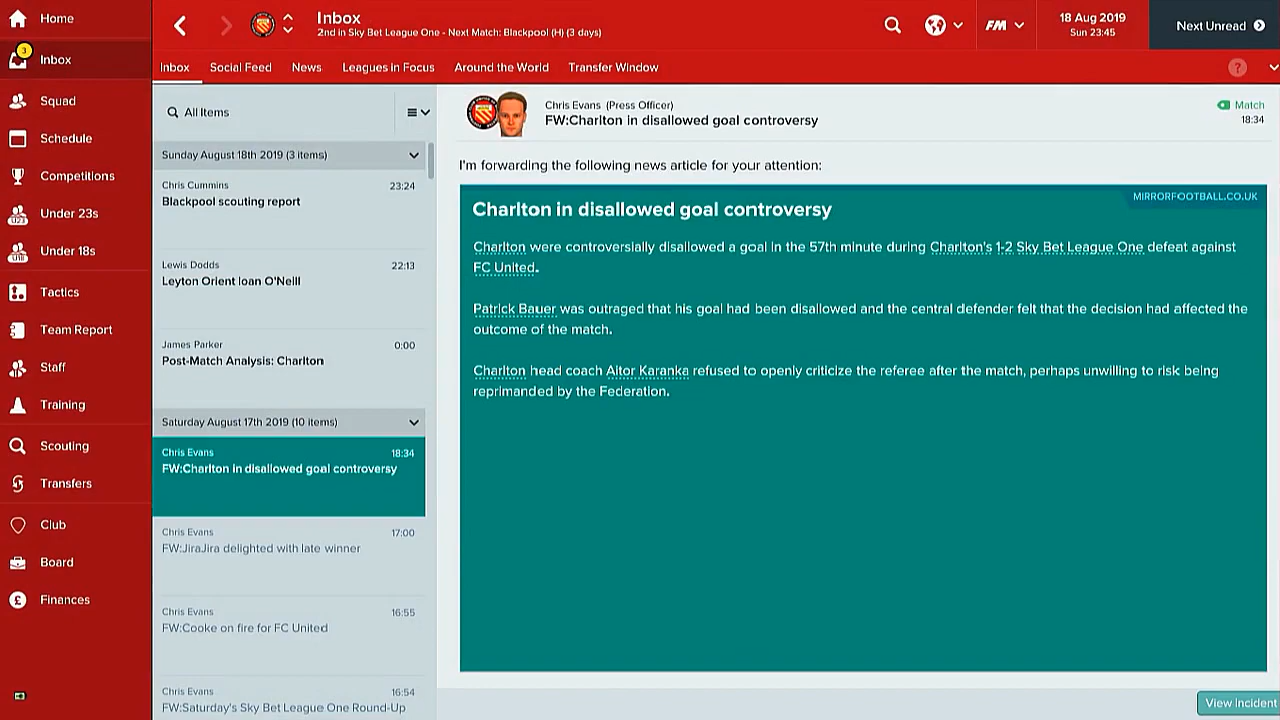 Home
3
Inbox
Squad
Schedule
Competitions
U23
Under 23s
U18
Under 18s
Tactics
Team Report
Staff
Training
Scouting
Transfers
Club
Board
£
Finances
Inbox
2nd in Sky Bet League One - Next Match: Blackpool (H) (3 days)
FM
18 Aug 2019
Sun 23:45
Next Unread
Inbox
Social Feed
News
Leagues in Focus
Around the World
Transfer Window
?
All Items
Sunday August 18th 2019 (3 items)
Chris Cummins 23:24
Blackpool scouting report
Lewis Dodds 22:13
Leyton Orient loan O'Neill
James Parker 0:00
Post-Match Analysis: Charlton
Saturday August 17th 2019 (10 items)
Chris Evans 18:34
FW:Charlton in disallowed goal controversy
Chris Evans 17:00
FW:JiraJira delighted with late winner
Chris Evans 16:55
FW:Cooke on fire for FC United
Chris Evans 16:54
FW:Saturday's Sky Bet League One Round-Up
Chris Evans (Press Officer)
FW:Charlton in disallowed goal controversy
Match
18:34
I'm forwarding the following news article for your attention:
MIRRORFOOTBALL.CO.UK
Charlton in disallowed goal controversy
Charlton were controversially disallowed a goal in the 57th minute during Charlton's 1-2 Sky Bet League One defeat against
FC United.
Patrick Bauer was outraged that his goal had been disallowed and the central defender felt that the decision had affected the
outcome of the match.
Charlton head coach Aitor Karanka refused to openly criticize the referee after the match, perhaps unwilling to risk being
reprimanded by the Federation.
View Incident